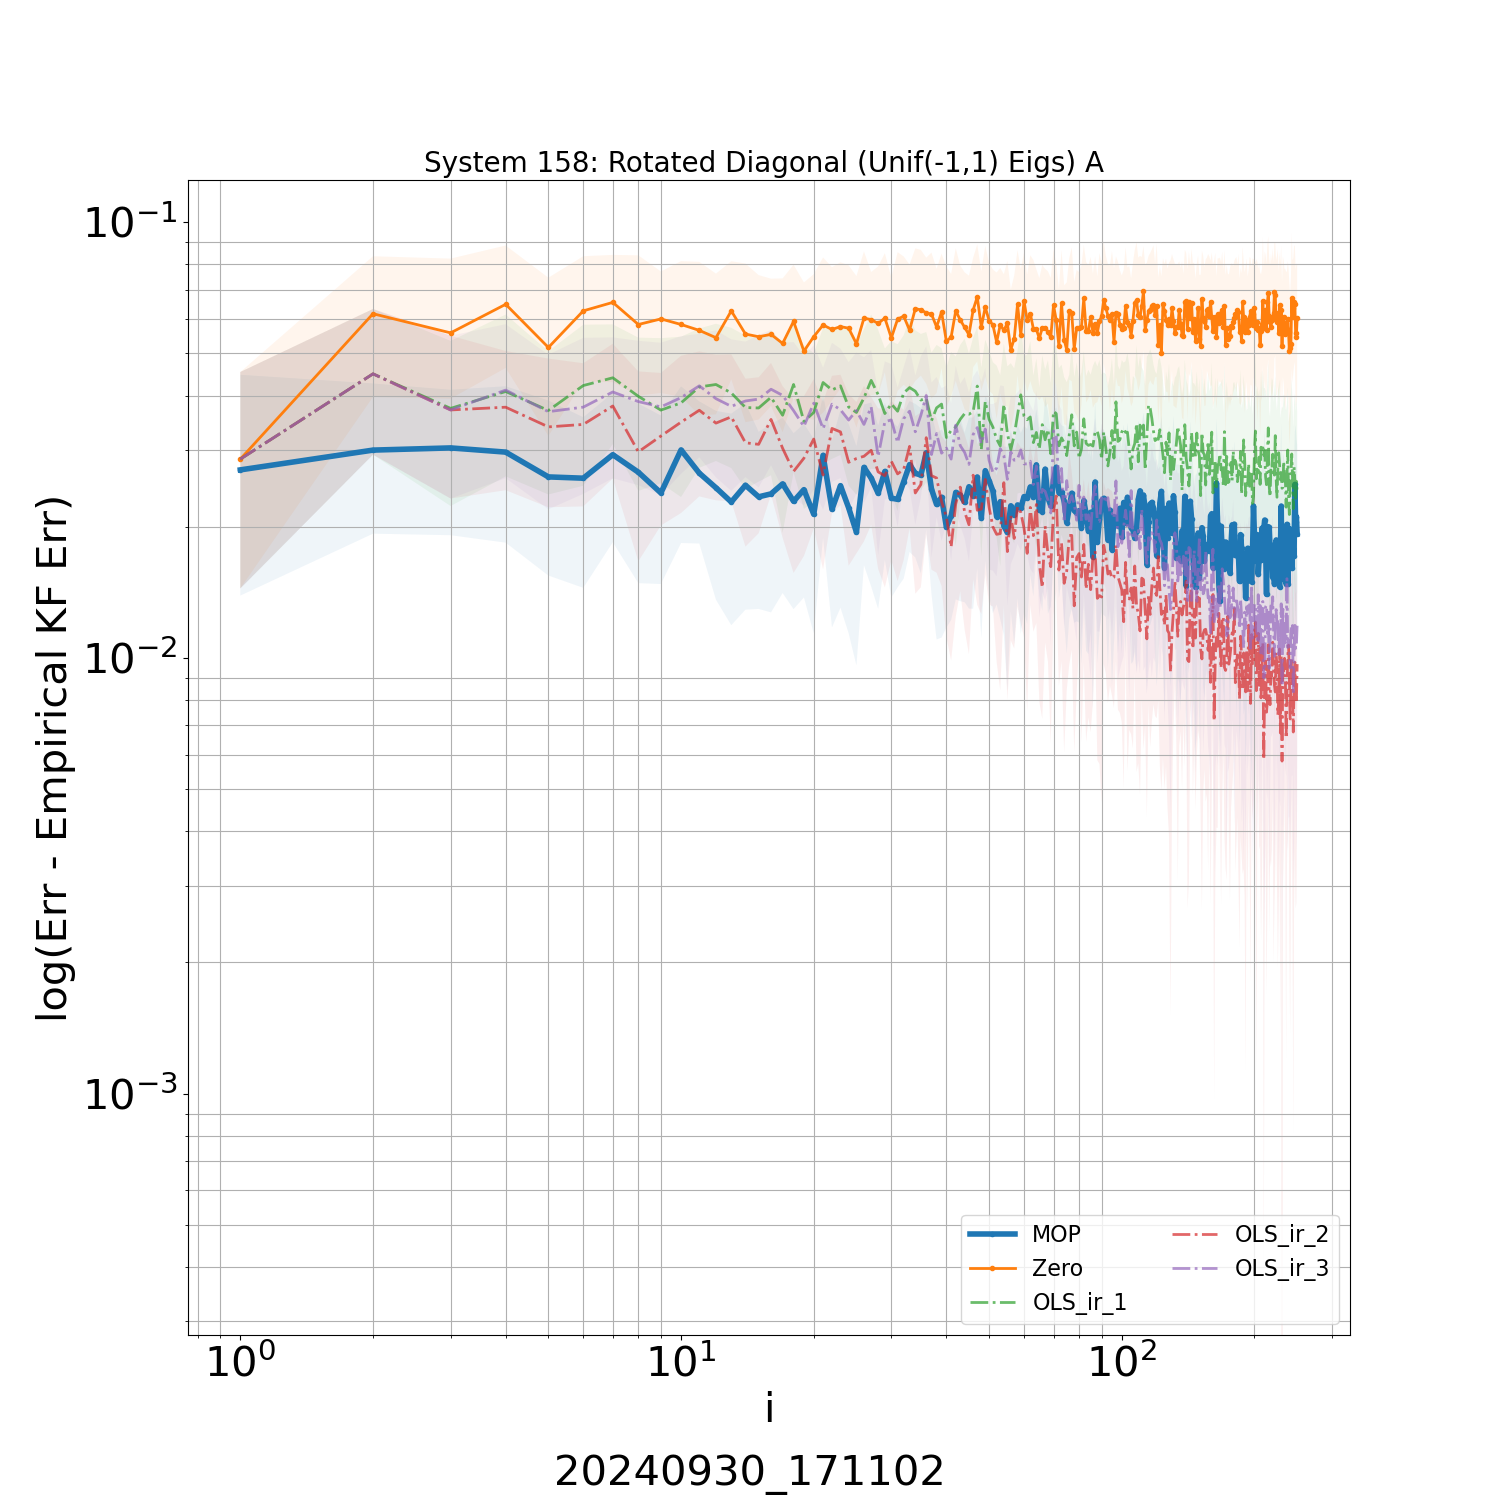 System 158: Rotated Diagonal (Unif(-1,1) Eigs) A
log(Err - Empirical KF Err)
10⁻¹
10⁻²
10⁻³
10⁰ 10¹ 10²
i
MOP
Zero
OLS_ir_1
OLS_ir_2
OLS_ir_3
20240930_171102